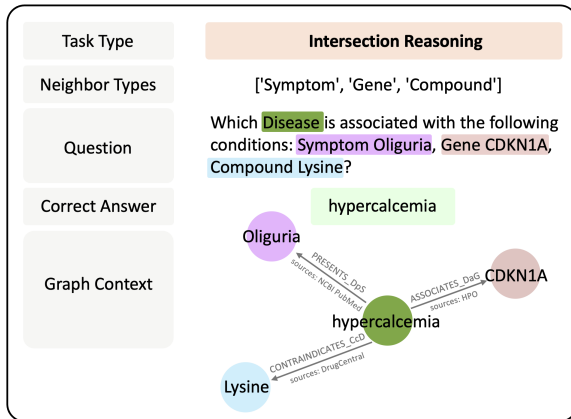 Task Type
Intersection Reasoning
Neighbor Types
['Symptom', 'Gene', 'Compound']
Question
Which Disease is associated with the following
conditions: Symptom Oliguria, Gene CDKN1A,
Compound Lysine?
Correct Answer
hypercalcemia
Graph Context
Oliguria
PRESENTS_DpS
sources: NCBI PubMed
ASSOCIATES_DaG
sources: HPO
CDKN1A
hypercalcemia
CONTRAINDICATES_CcD
sources: DrugCentral
Lysine